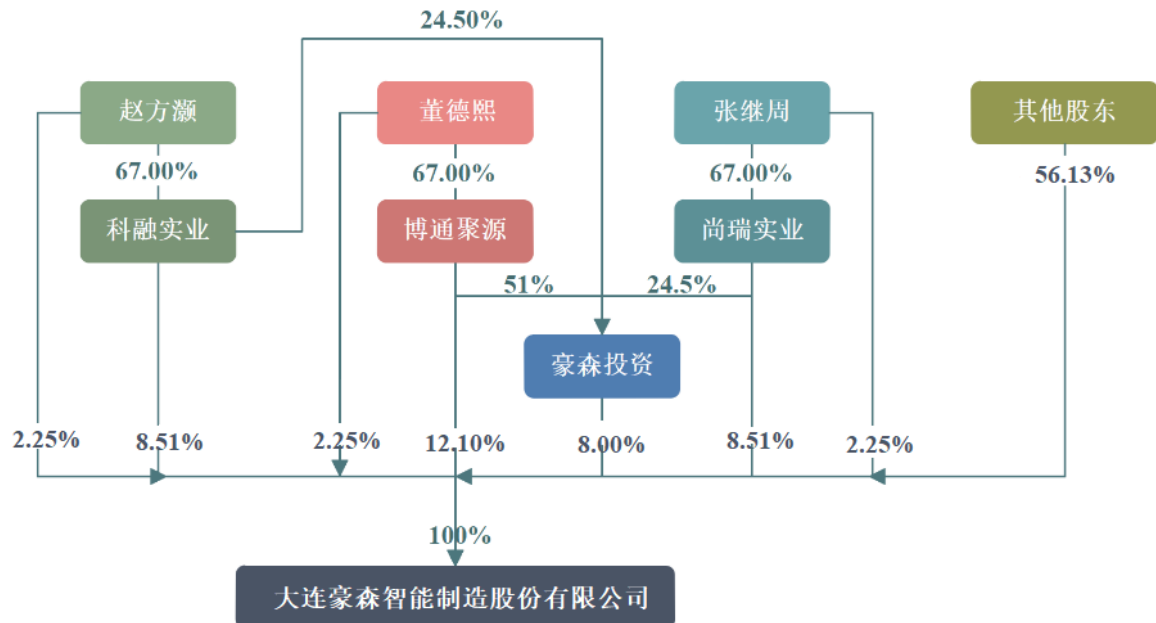 24.50%
赵方灏
董德熙
张继周
其他股东
67.00%
67.00%
67.00%
56.13%
科融实业
博通聚源
尚瑞实业
51%
24.5%
豪森投资
2.25%
8.51%
2.25%
12.10%
8.00%
8.51%
2.25%
100%
大连豪森智能制造股份有限公司